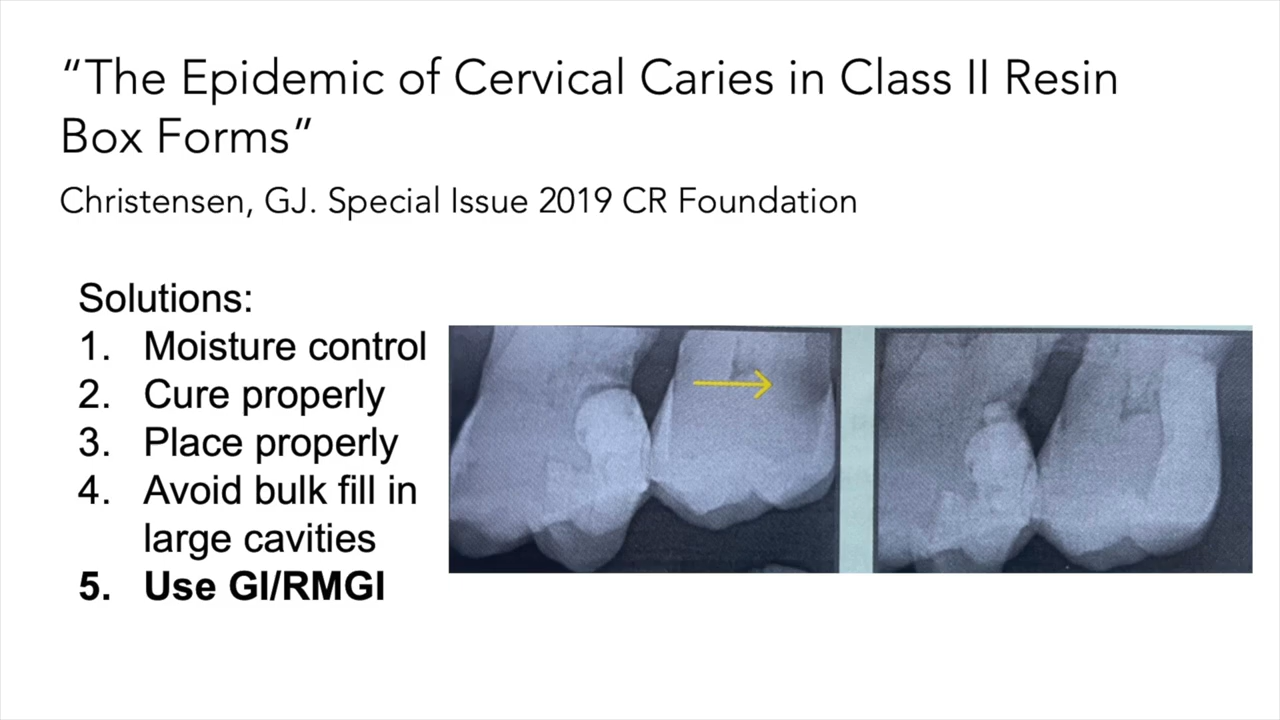 “The Epidemic of Cervical Caries in Class II Resin
Box Forms”
Christensen, GJ. Special Issue 2019 CR Foundation
Solutions:
1. Moisture control
2. Cure properly
3. Place properly
4. Avoid bulk fill in
large cavities
5. Use GI/RMGI